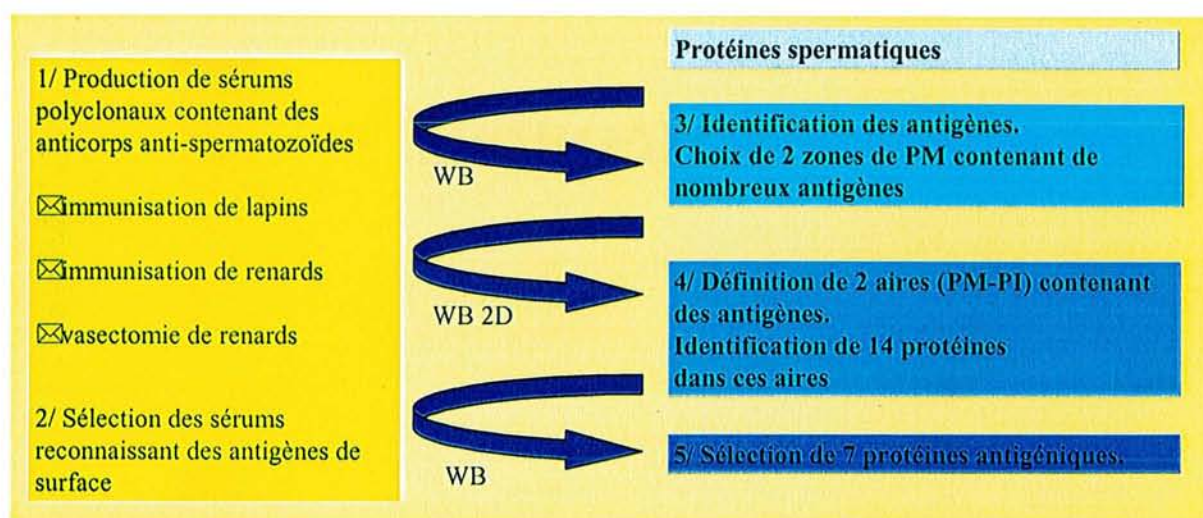 1/ Production de sérums
polyclonaux contenant des
anticorps anti-spermatozoïdes
immunisation de lapins
immunisation de renards
vasectomie de renards
2/ Sélection des sérums
reconnaissant des antigènes de
surface
WB
WB 2D
WB
Protéines spermatiques
3/ Identification des antigènes.
Choix de 2 zones de PM contenant de
nombreux antigènes
4/ Définition de 2 aires (PM-PI) contenant
des antigènes.
Identification de 14 protéines
dans ces aires
5/ Sélection de 7 protéines antigéniques.